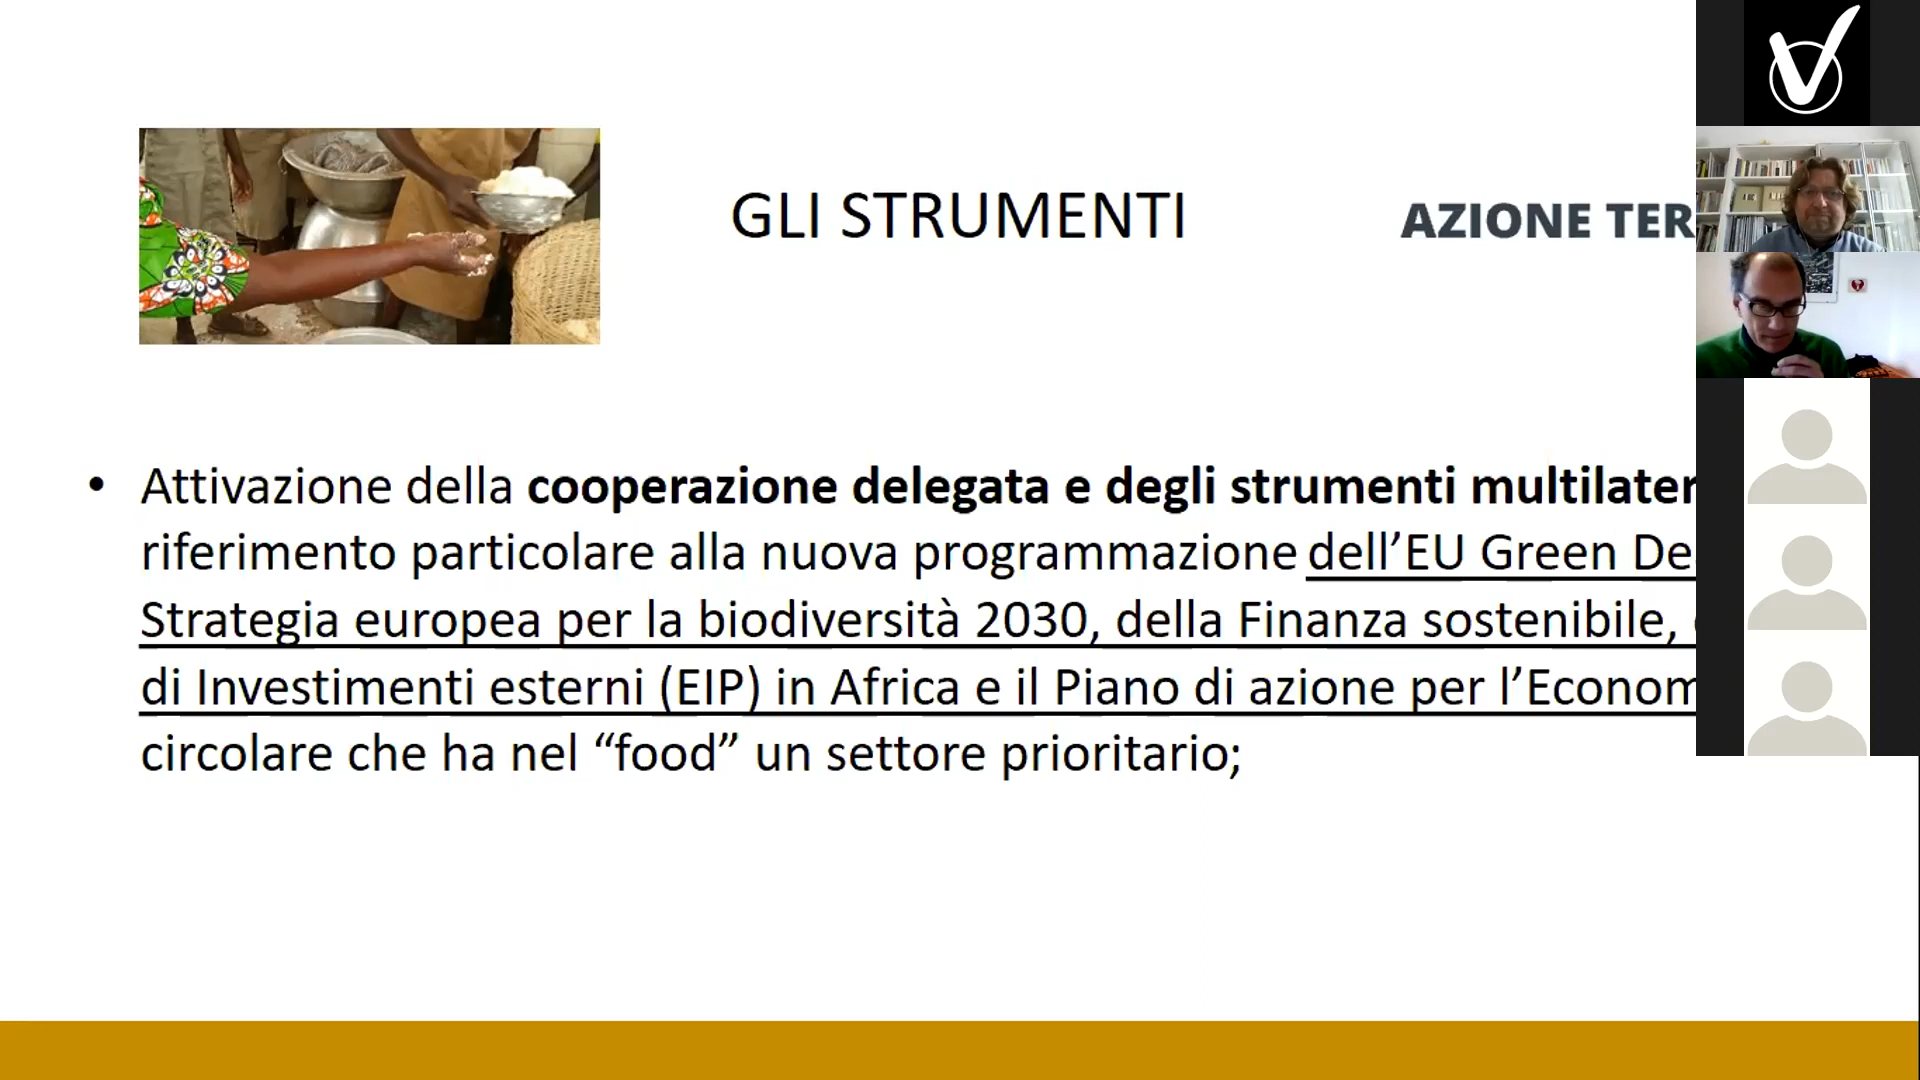 GLI STRUMENTI
AZIONE TER
• Attivazione della cooperazione delegata e degli strumenti multilater
riferimento particolare alla nuova programmazione dell’EU Green De
Strategia europea per la biodiversità 2030, della Finanza sostenibile,
di Investimenti esterni (EIP) in Africa e il Piano di azione per l’Econom
circolare che ha nel “food” un settore prioritario;